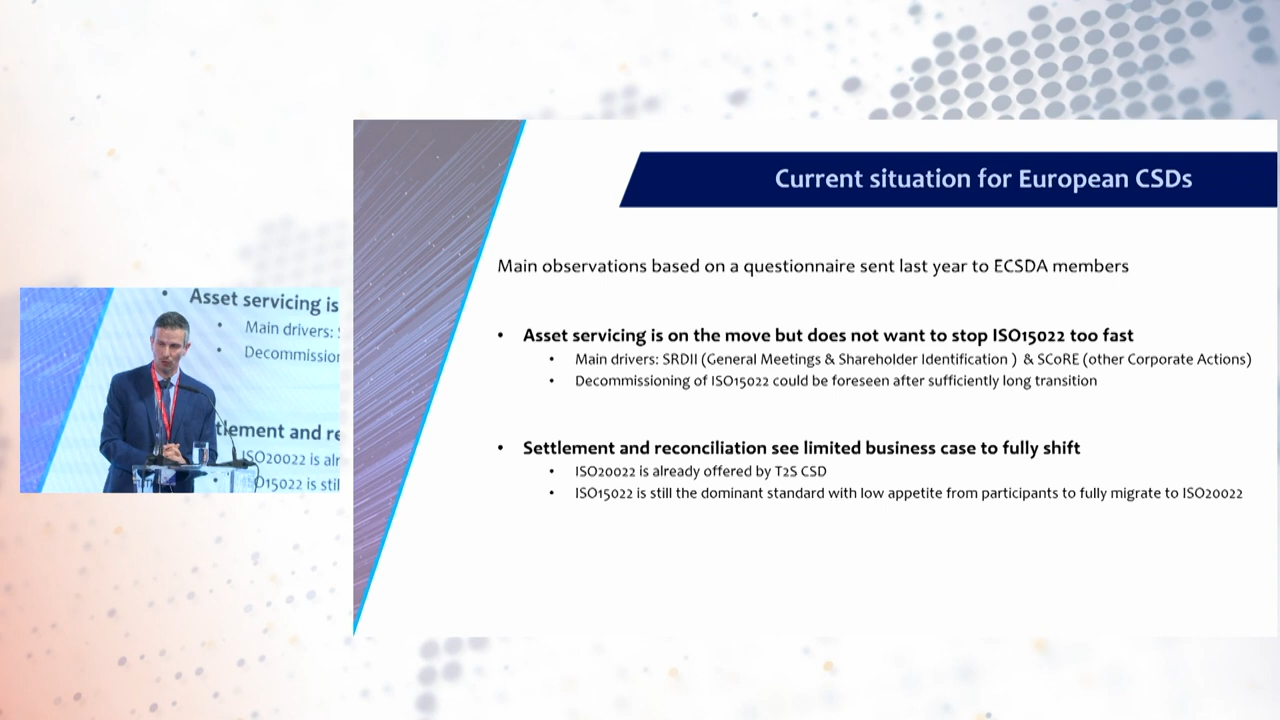 Current situation for European CSDs
Main observations based on a questionnaire sent last year to ECSDA members
• Asset servicing is on the move but does not want to stop ISO15022 too fast
• Main drivers: SRDII (General Meetings & Shareholder Identification ) & SCoRE (other Corporate Actions)
• Decommissioning of ISO15022 could be foreseen after sufficiently long transition
• Settlement and reconciliation see limited business case to fully shift
• ISO20022 is already offered by T2S CSD
• ISO15022 is still the dominant standard with low appetite from participants to fully migrate to ISO20022
• Asset servicing is
• Main drivers:
• Decommission
tlement and re
ISO20022 is alr
O15022 is stil